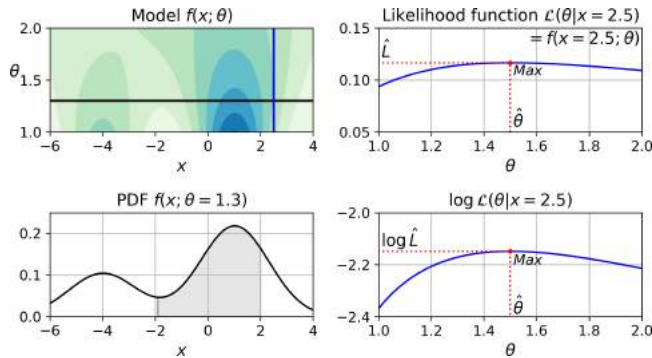 Model f(x; θ)
θ
2.0
1.5
1.0
−6 −4 −2 0 2 4
x
Likelihood function ℒ(θ|x = 2.5)
= f(x = 2.5; θ)
L̂
Max
θ̂
0.15
0.10
0.05
1.0 1.2 1.4 1.6 1.8 2.0
θ
PDF f(x; θ = 1.3)
0.2
0.1
0.0
−6 −4 −2 0 2 4
x
log ℒ(θ|x = 2.5)
−2.0
log L̂
Max
−2.2
θ̂
−2.4
1.0 1.2 1.4 1.6 1.8 2.0
θ